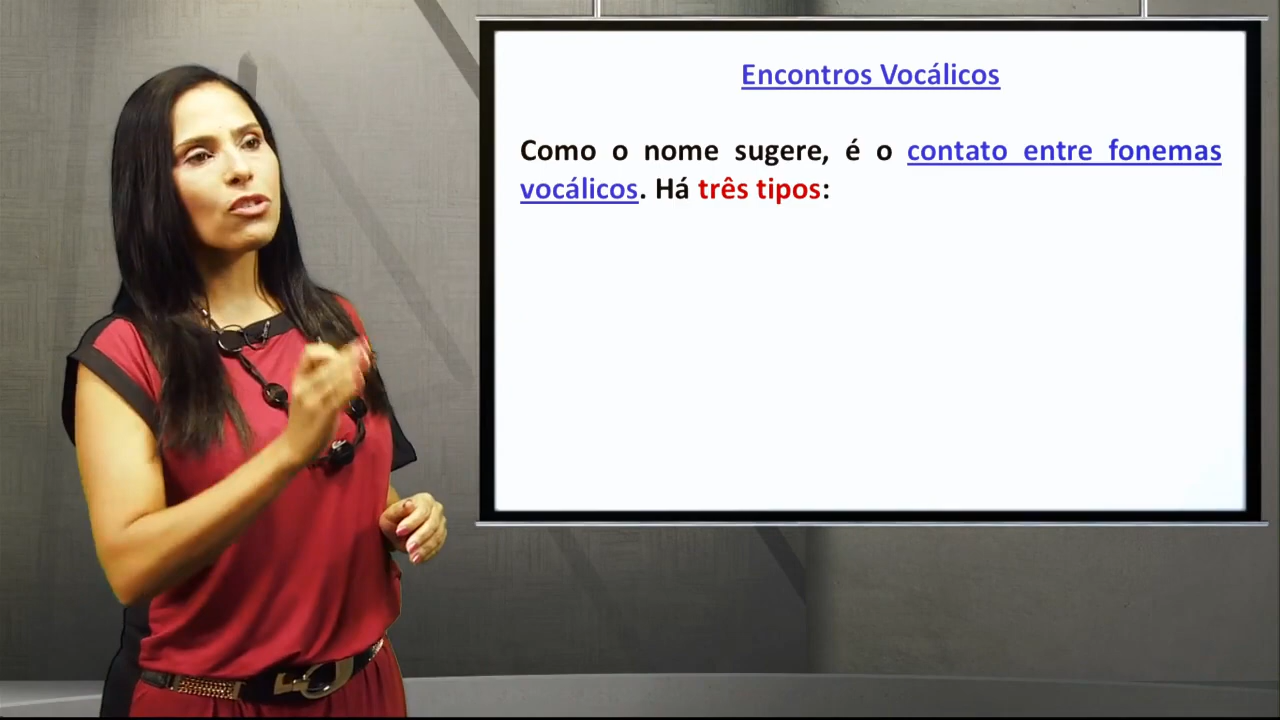 Encontros Vocálicos
Como o nome sugere, é o contato entre fonemas
vocálicos. Há três tipos: